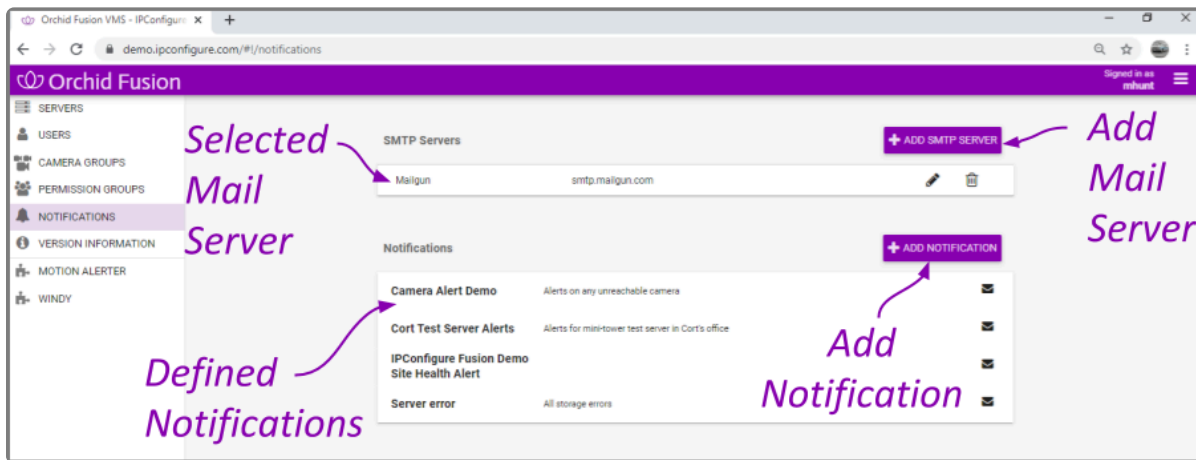 Orchid Fusion VMS - IPConfigure
demo.ipconfigure.com/#!/notifications
Orchid Fusion
Signed in as
mhunt
SERVERS
USERS
CAMERA GROUPS
PERMISSION GROUPS
NOTIFICATIONS
VERSION INFORMATION
MOTION ALERTER
WINDY
Selected
Mail
Server
SMTP Servers
ADD SMTP SERVER
Mailgun smtp.mailgun.com
Add
Mail
Server
Notifications
ADD NOTIFICATION
Camera Alert Demo Alerts on any unreachable camera
Cort Test Server Alerts Alerts for mini-tower test server in Cort's office
IPConfigure Fusion Demo
Site Health Alert
Server error All storage errors
Defined
Notifications
Add
Notification